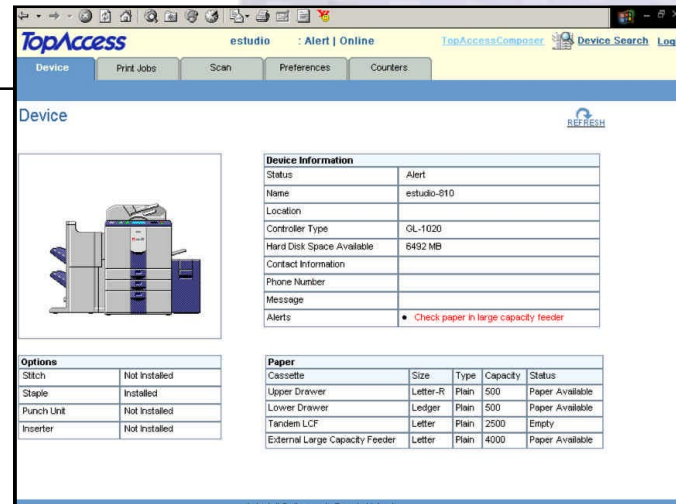 TopAccess estudio : Alert | Online TopAccessComposer Device Search Log
Device Print Jobs Scan Preferences Counters
Device
REFRESH
Device Information
Status Alert
Name estudio-810
Location
Controller Type GL-1020
Hard Disk Space Available 6492 MB
Contact Information
Phone Number
Message
Alerts • Check paper in large capacity feeder
Options
Stitch Not Installed
Staple Installed
Punch Unit Not Installed
Inserter Not Installed
Paper
Cassette Size Type Capacity Status
Upper Drawer Letter-R Plain 500 Paper Available
Lower Drawer Ledger Plain 500 Paper Available
Tandem LCF Letter Plain 2500 Empty
External Large Capacity Feeder Letter Plain 4000 Paper Available